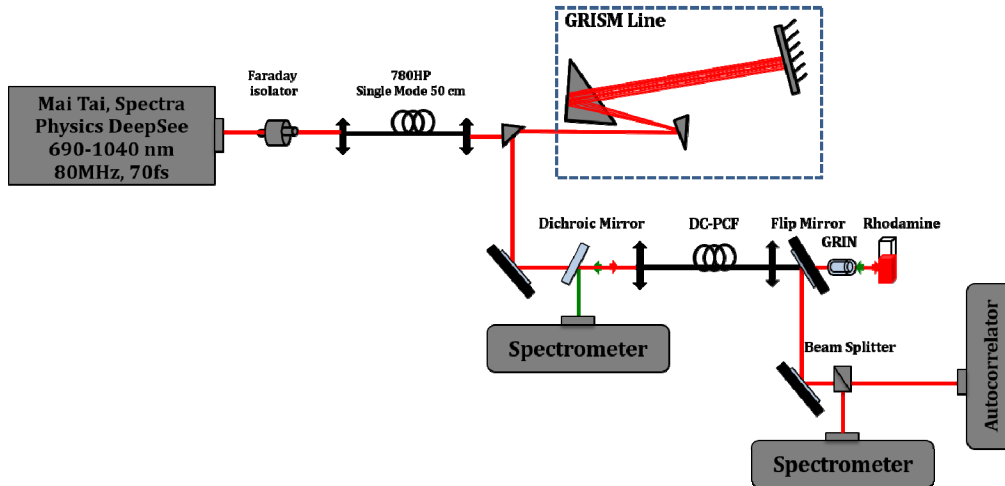 GRISM Line
Faraday
isolator
780HP
Single Mode 50 cm
Mai Tai, Spectra
Physics DeepSee
690-1040 nm
80MHz, 70fs
Dichroic Mirror
DC-PCF
Flip Mirror
Rhodamine
GRIN
Spectrometer
Beam Splitter
Autocorrelator
Spectrometer